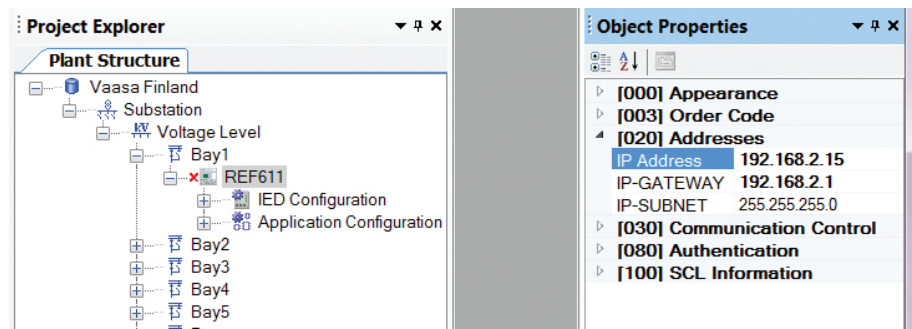 Project Explorer
Plant Structure
Vaasa Finland
Substation
Voltage Level
Bay1
REF611
IED Configuration
Application Configuration
Bay2
Bay3
Bay4
Bay5
Object Properties
[000] Appearance
[003] Order Code
[020] Addresses
IP Address 192.168.2.15
IP-GATEWAY 192.168.2.1
IP-SUBNET 255.255.255.0
[030] Communication Control
[080] Authentication
[100] SCL Information